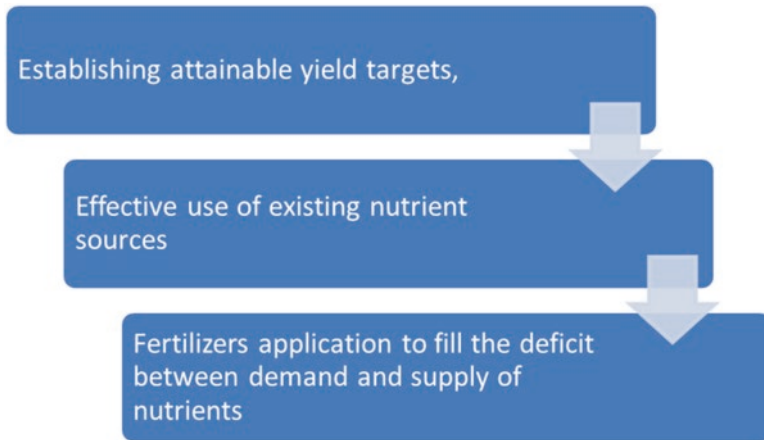 Establishing attainable yield targets,
Effective use of existing nutrient
sources
Fertilizers application to fill the deficit
between demand and supply of
nutrients